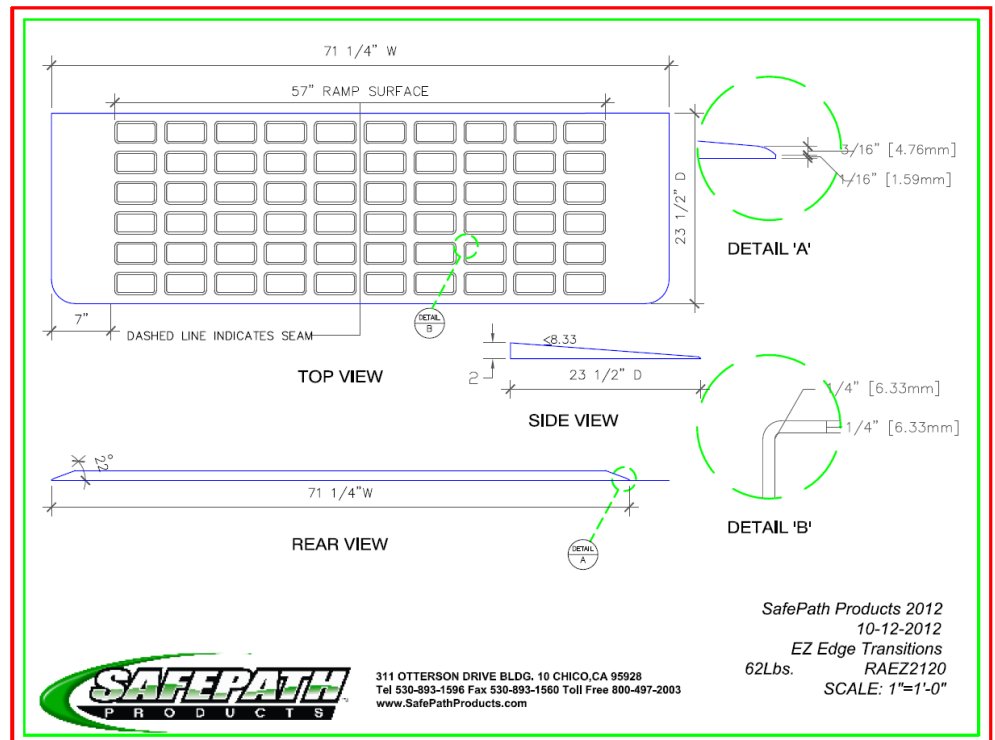 71 1/4" W
57" RAMP SURFACE
23 1/2" D
7"
DASHED LINE INDICATES SEAM
DETAIL
B
TOP VIEW
3/16" [4.76mm]
1/16" [1.59mm]
DETAIL 'A'
≤8.33
2
23 1/2" D
SIDE VIEW
1/4" [6.33mm]
1/4" [6.33mm]
DETAIL 'B'
22°
71 1/4"W
REAR VIEW
DETAIL
A
SafePath Products 2012
10-12-2012
EZ Edge Transitions
62Lbs. RAEZ2120
SCALE: 1"=1'-0"
SAFEPATH
PRODUCTS
311 OTTERSON DRIVE BLDG. 10 CHICO,CA 95928
Tel 530-893-1596 Fax 530-893-1560 Toll Free 800-497-2003
www.SafePathProducts.com